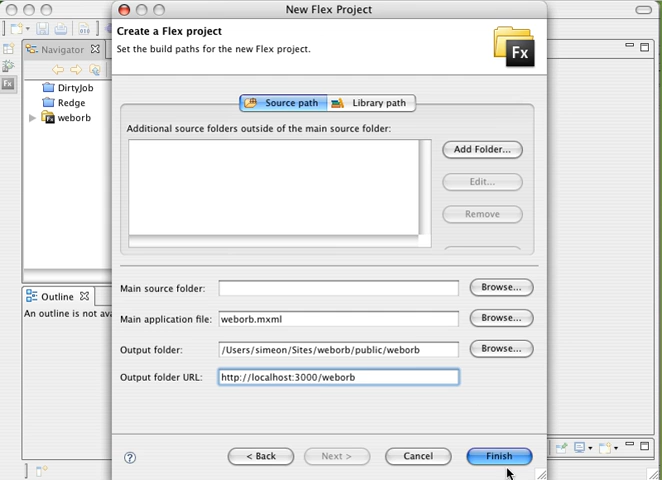 New Flex Project
Create a Flex project
Set the build paths for the new Flex project.
Fx
Navigator
DirtyJob
Redge
weborb
Source path
Library path
Additional source folders outside of the main source folder:
Add Folder...
Edit...
Remove
Outline
An outline is not ava
Main source folder:
Browse...
Main application file:
weborb.mxml
Browse...
Output folder:
/Users/simeon/Sites/weborb/public/weborb
Browse...
Output folder URL:
http://localhost:3000/weborb
?
< Back
Next >
Cancel
Finish